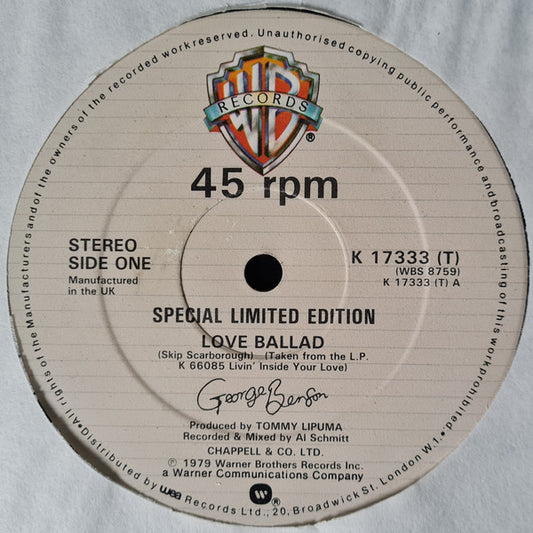 All rights of the Manufacturers and of the owners of the recorded work reserved. Unauthorised copying public performance and broadcasting of this work prohibited.
WB
RECORDS
®
45 rpm
STEREO
SIDE ONE
Manufactured
in the UK
K 17333 (T)
(WBS 8759)
K 17333 (T) A
SPECIAL LIMITED EDITION
LOVE BALLAD
(Skip Scarborough) (Taken from the L.P.
K 66085 Livin' Inside Your Love)
George Benson
Produced by TOMMY LIPUMA
Recorded & Mixed by Al Schmitt
CHAPPELL & CO. LTD.
℗ 1979 Warner Brothers Records Inc.
a Warner Communications Company
•Distributed by wea Records Ltd., 20, Broadwick St. London W.1.•